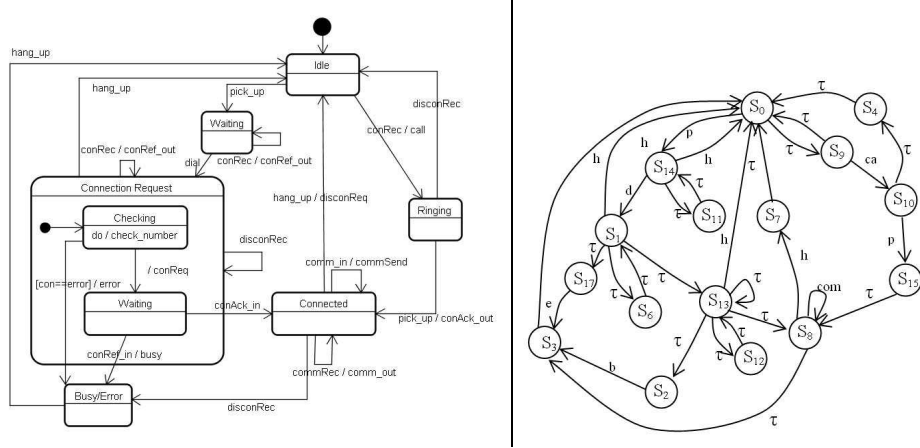 hang_up
Idle
hang_up
pick_up
disconRec
Waiting
conRec / call
conRec / conRef_out
conRec / conRef_out
dial
Connection Request
hang_up / disconReq
Ringing
Checking
do / check_number
disconRec
/ conReq
comm_in / commSend
[con==error] / error
Waiting
conAck_in
Connected
pick_up / conAck_out
conRef_in / busy
commRec / comm_out
Busy/Error
disconRec
τ
S0
S4
p
τ
τ
τ
h
h
h
S9
ca
τ
S14
τ
d
τ
τ
S11
S10
S1
S7
p
τ
h
h
S17
τ
τ
τ
τ
com
S15
S13
S6
τ
τ
e
S8
S3
τ
τ
τ
S12
b
S2
τ